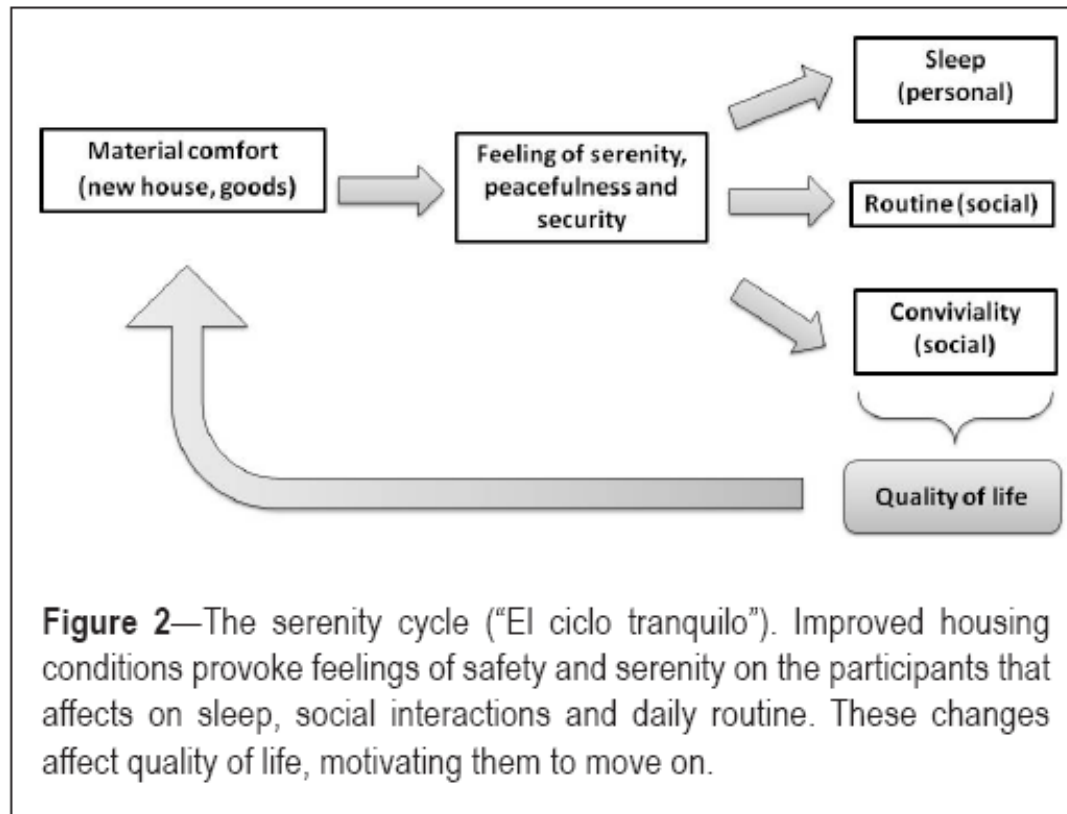 Material comfort
(new house, goods)
Feeling of serenity,
peacefulness and
security
Sleep
(personal)
Routine (social)
Conviviality
(social)
Quality of life
Figure 2—The serenity cycle (“El ciclo tranquilo”). Improved housing
conditions provoke feelings of safety and serenity on the participants that
affects on sleep, social interactions and daily routine. These changes
affect quality of life, motivating them to move on.